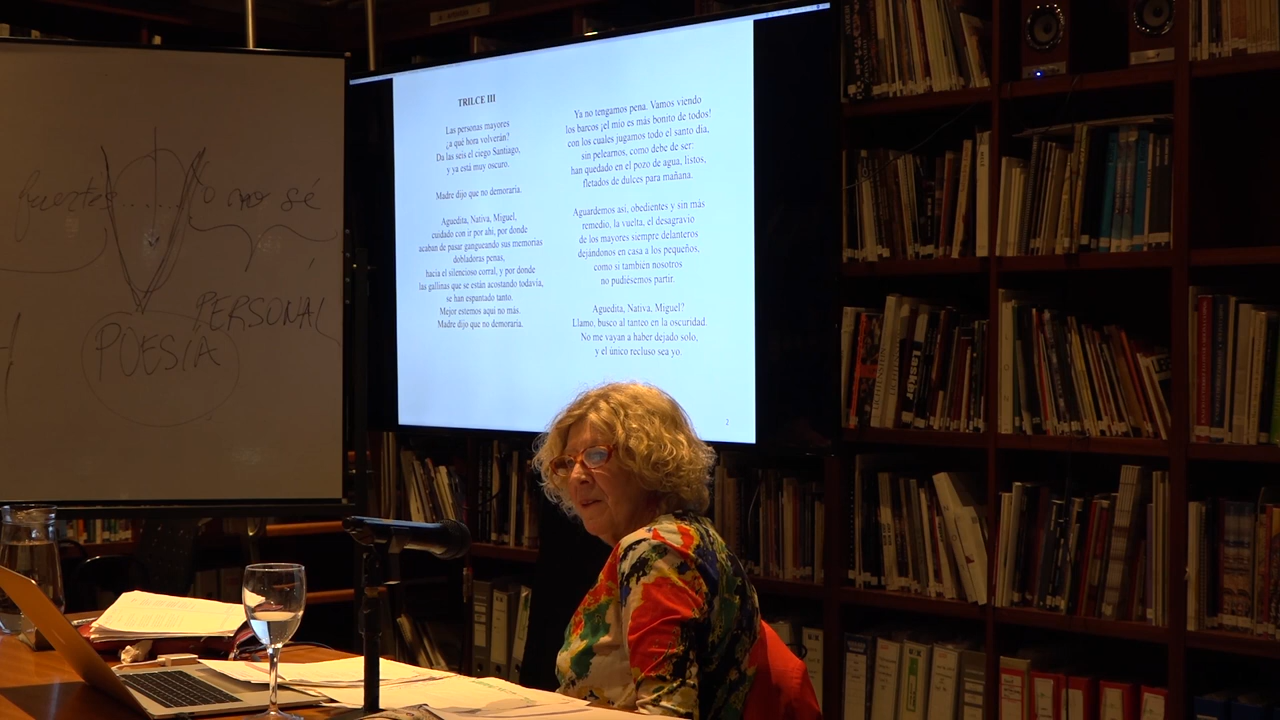 fuertes.....
o no sé
PERSONAL
POESÍA
TRILCE III
Las personas mayores
¿a qué hora volverán?
Da las seis el ciego Santiago,
y ya está muy oscuro.
Madre dijo que no demoraría.
Aguedita, Nativa, Miguel,
cuidado con ir por ahí, por donde
acaban de pasar gangueando sus memorias
dobladoras penas,
hacia el silencioso corral, y por donde
las gallinas que se están acostando todavía,
se han espantado tanto.
Mejor estemos aquí no más.
Madre dijo que no demoraría.
Ya no tengamos pena. Vamos viendo
los barcos ¡el mío es más bonito de todos!
con los cuales jugamos todo el santo día,
sin pelearnos, como debe de ser:
han quedado en el pozo de agua, listos,
fletados de dulces para mañana.
Aguardemos así, obedientes y sin más
remedio, la vuelta, el desagravio
de los mayores siempre delanteros
dejándonos en casa a los pequeños,
como si también nosotros
no pudiésemos partir.
Aguedita, Nativa, Miguel?
Llamo, busco al tanteo en la oscuridad.
No me vayan a haber dejado solo,
y el único recluso sea yo.
2